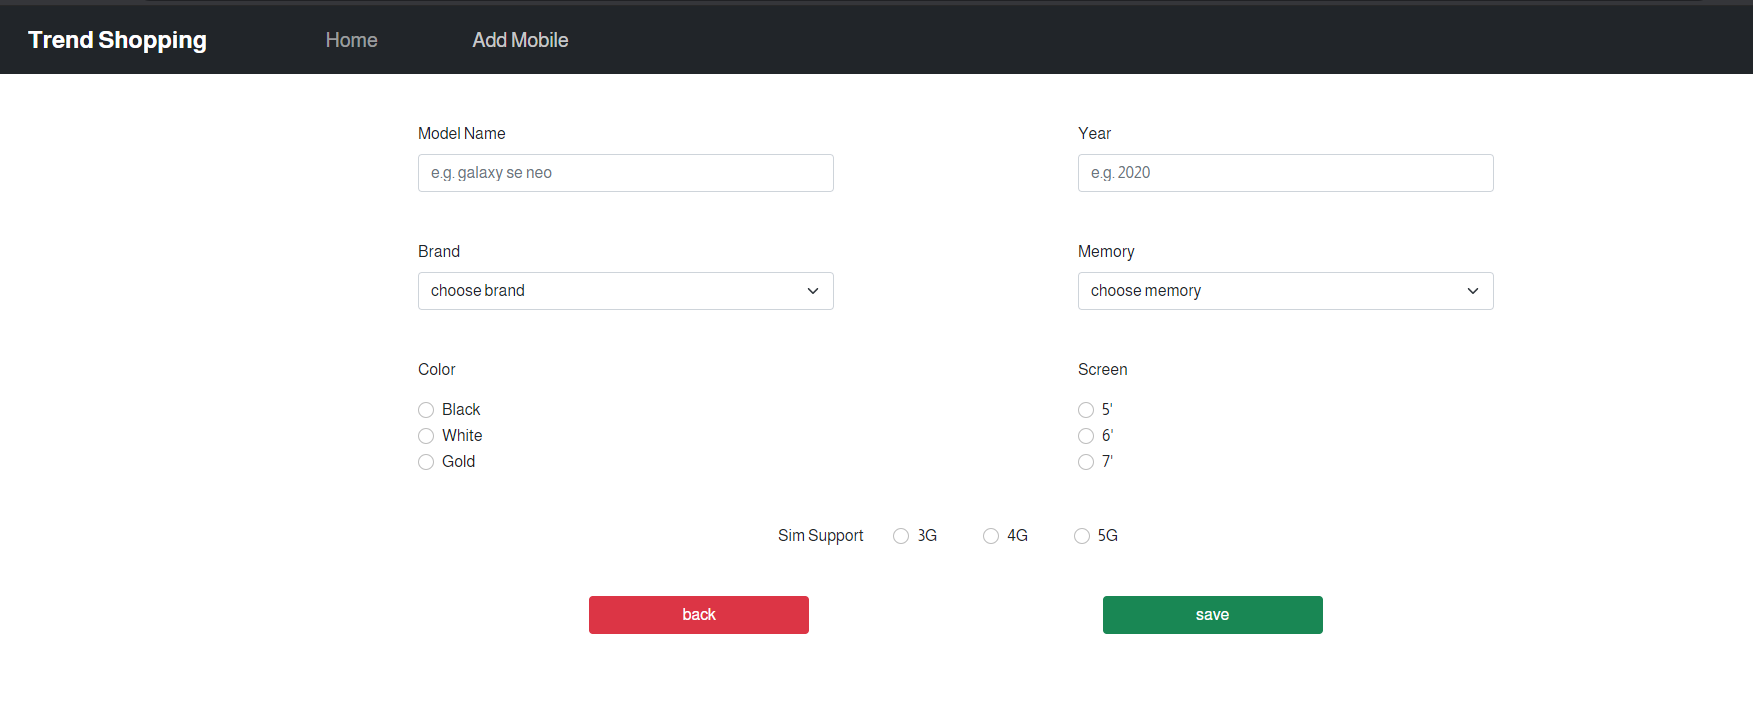 Trend Shopping Home Add Mobile
Model Name Year
e.g. galaxy se neo e.g. 2020
Brand Memory
choose brand choose memory
Color Screen
Black 5'
White 6'
Gold 7'
Sim Support 3G 4G 5G
back save